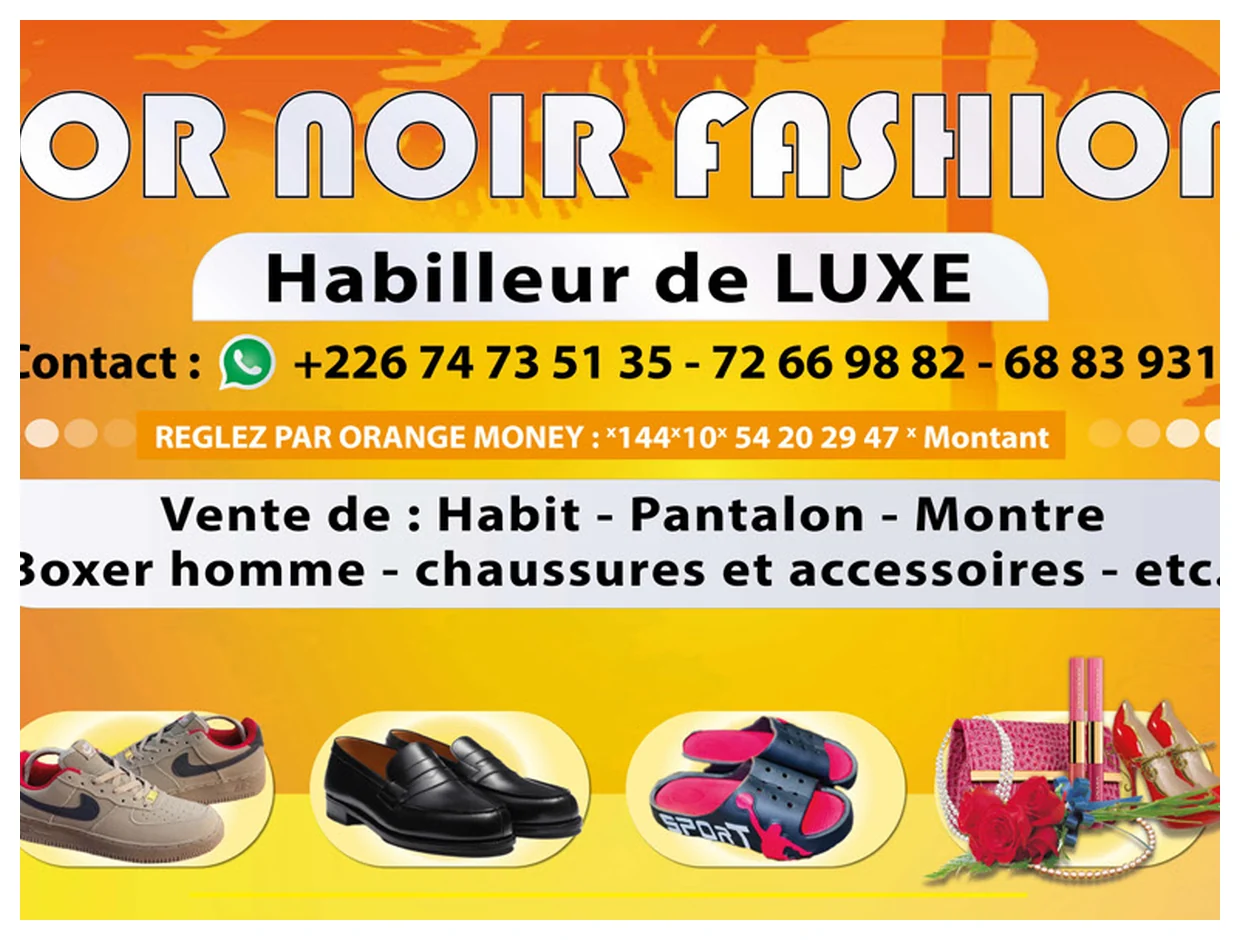 OR NOIR FASHION
Habilleur de LUXE
Contact : +226 74 73 51 35 - 72 66 98 82 - 68 83 931
REGLEZ PAR ORANGE MONEY : *144*10* 54 20 29 47 * Montant
Vente de : Habit - Pantalon - Montre
Boxer homme - chaussures et accessoires - etc.
SPORT